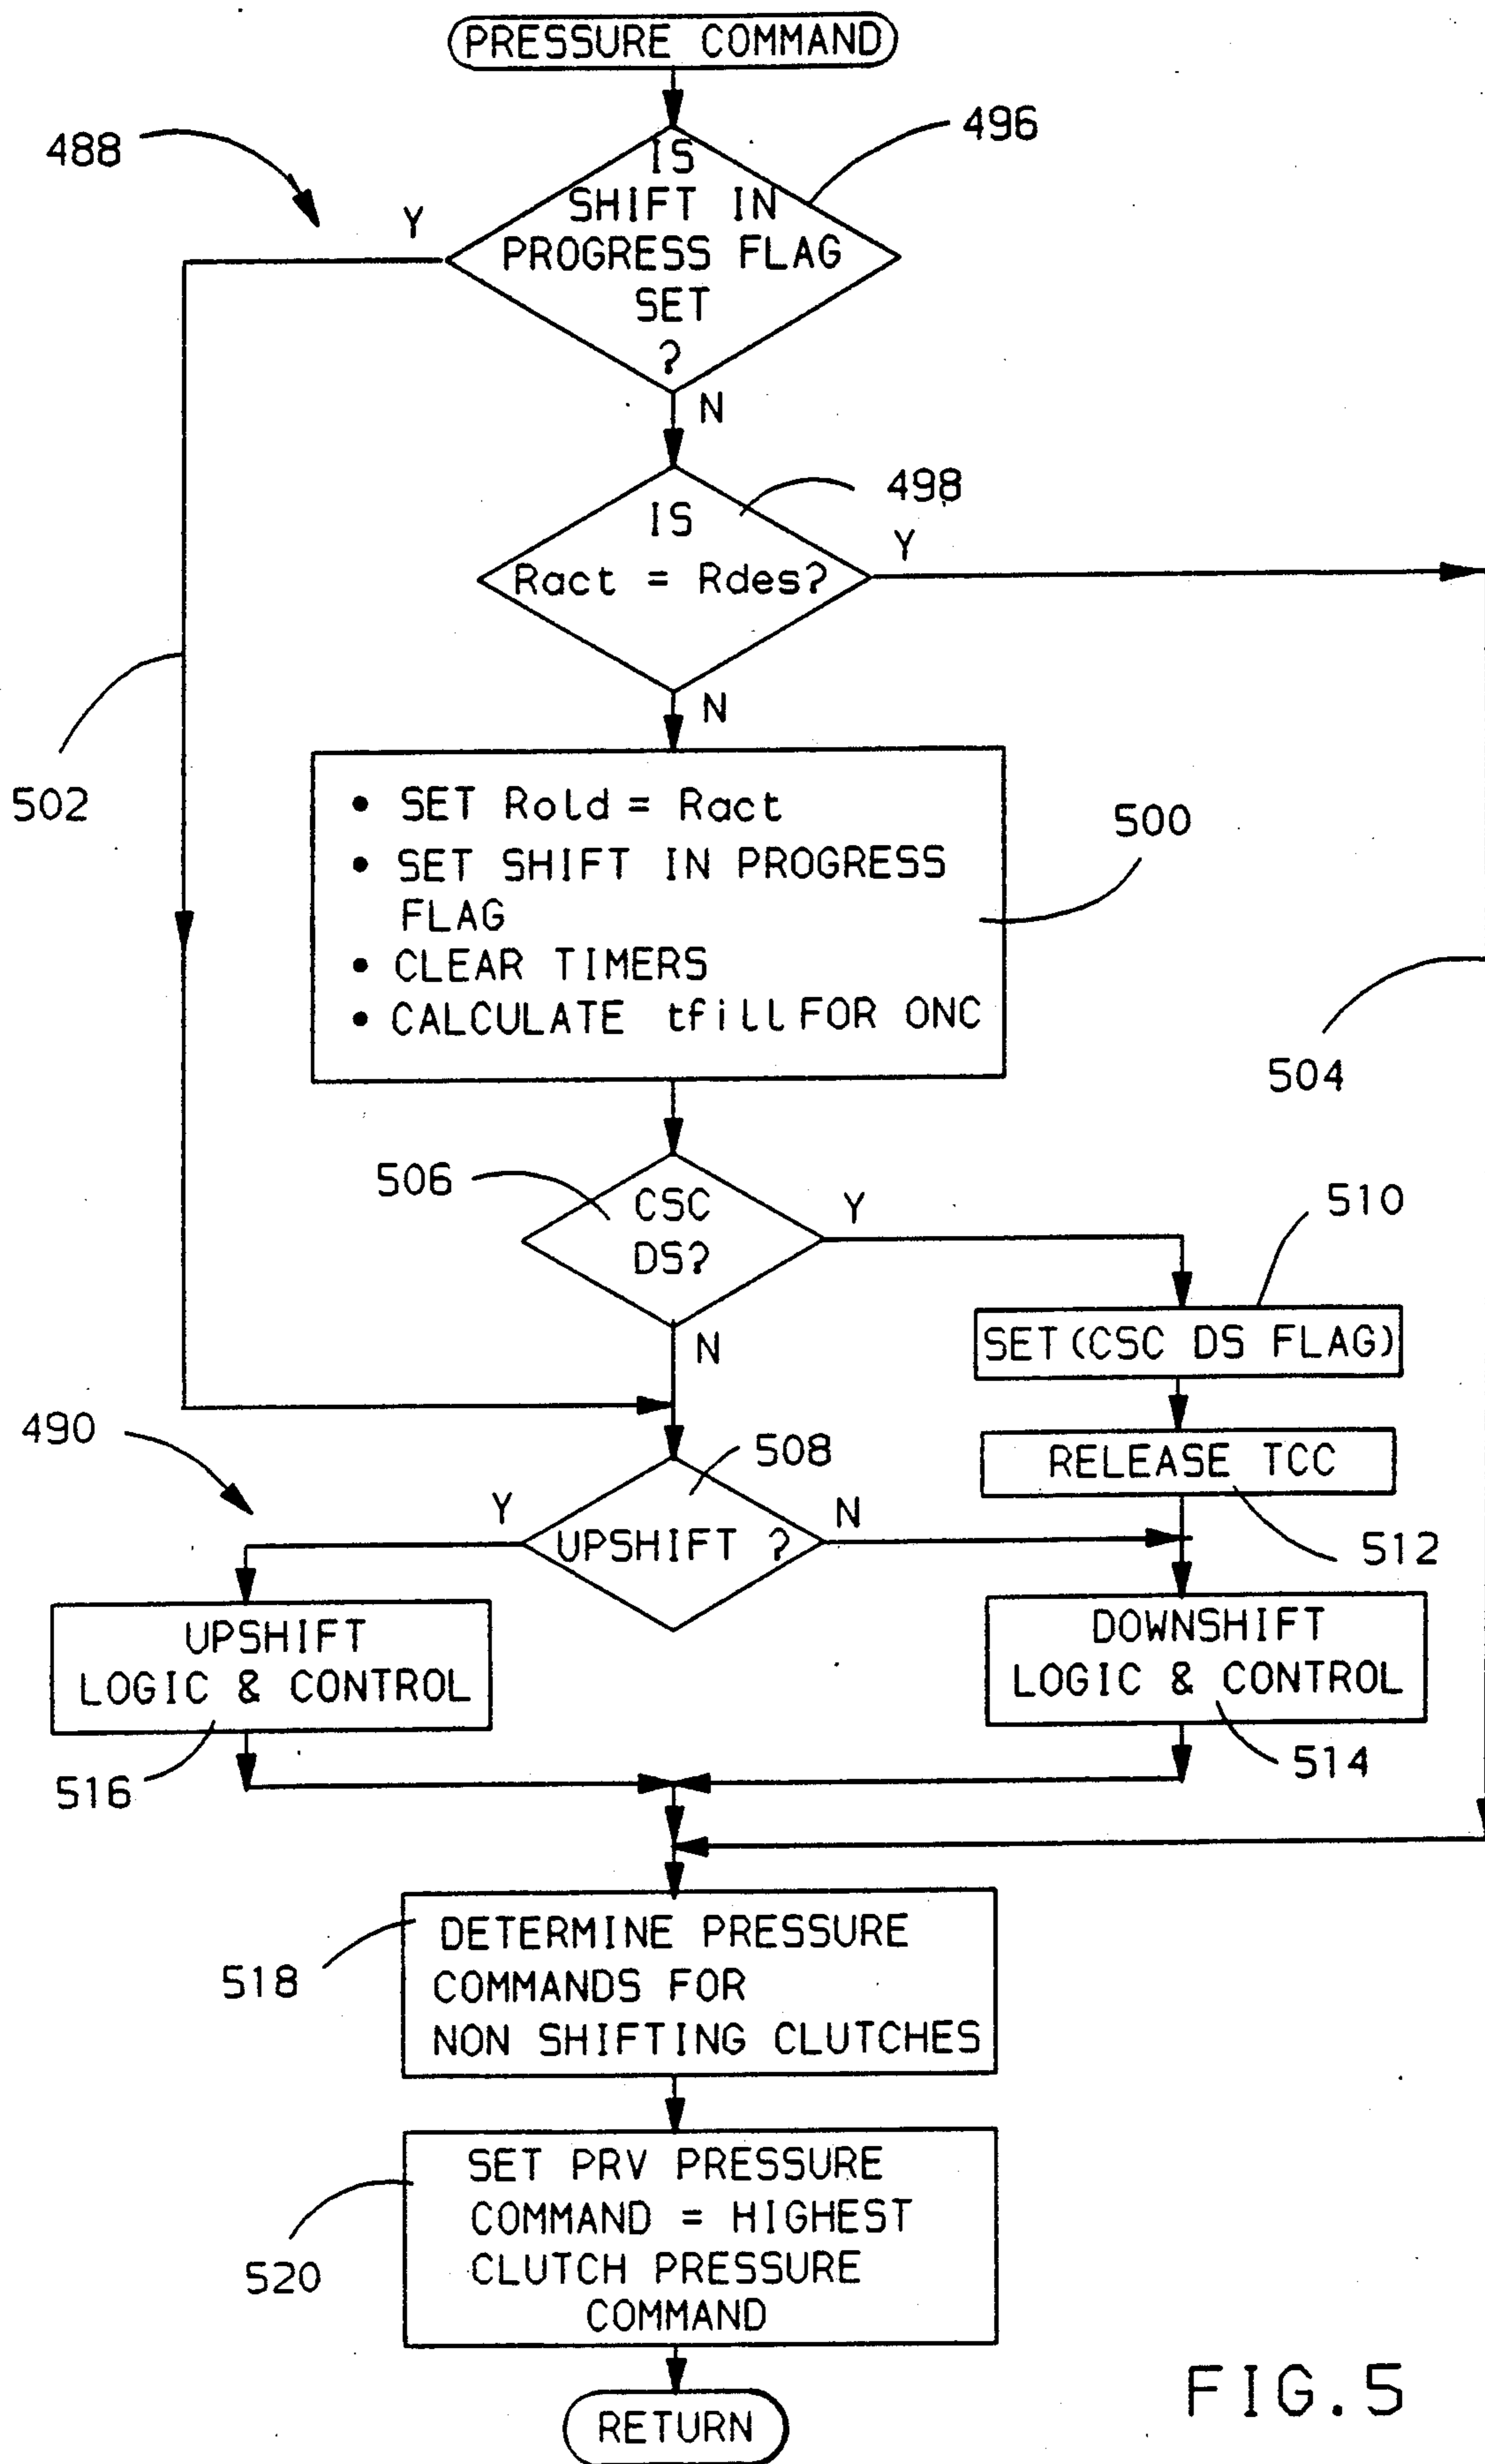 PRESSURE COMMAND
488
496
IS
SHIFT IN
PROGRESS FLAG
SET
?
Y
N
498
IS
Ract = Rdes?
Y
N
502
• SET Rold = Ract
• SET SHIFT IN PROGRESS
FLAG
• CLEAR TIMERS
• CALCULATE tfill FOR ONC
500
504
506
CSC
DS?
Y
N
510
SET (CSC DS FLAG)
RELEASE TCC
512
490
508
UPSHIFT ?
Y
N
UPSHIFT
LOGIC & CONTROL
516
DOWNSHIFT
LOGIC & CONTROL
514
518
DETERMINE PRESSURE
COMMANDS FOR
NON SHIFTING CLUTCHES
520
SET PRV PRESSURE
COMMAND = HIGHEST
CLUTCH PRESSURE
COMMAND
RETURN
FIG.5